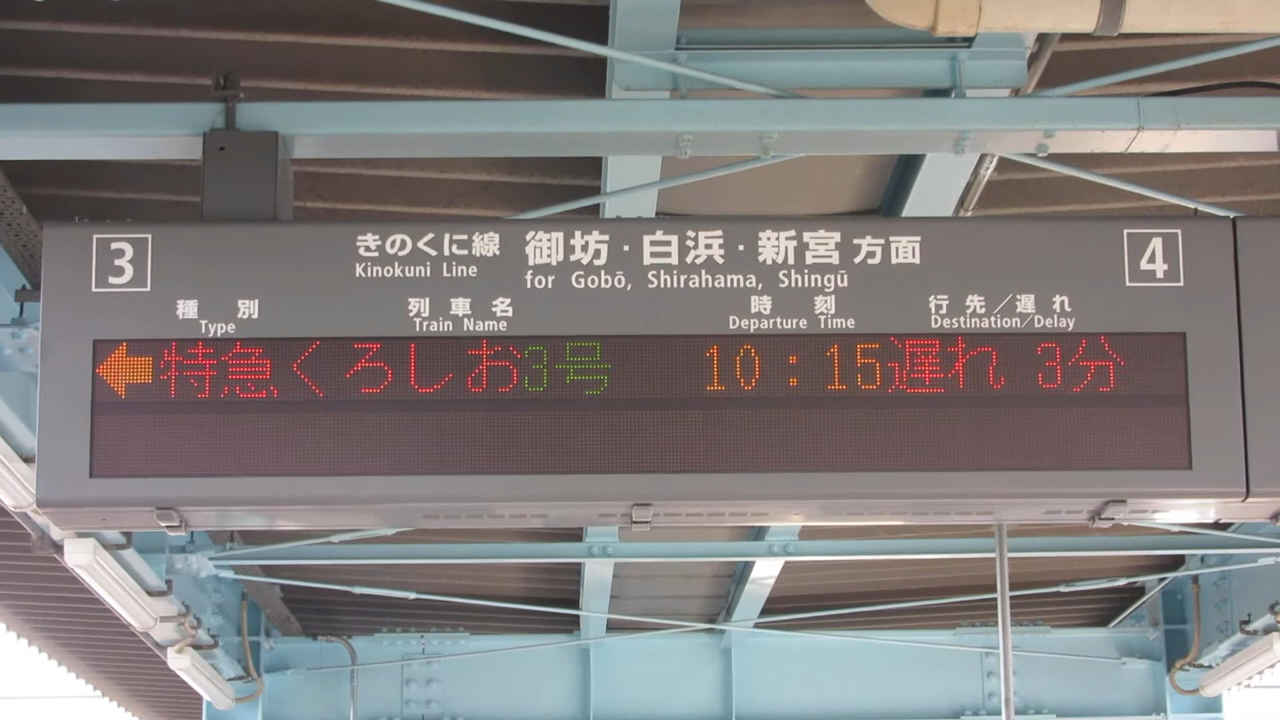 3
きのくに線 御坊・白浜・新宮方面
Kinokuni Line for Gobō, Shirahama, Shingū
4
種別 列車名 時刻 行先／遅れ
Type Train Name Departure Time Destination/Delay
特急くろしお3号 10:15遅れ 3分